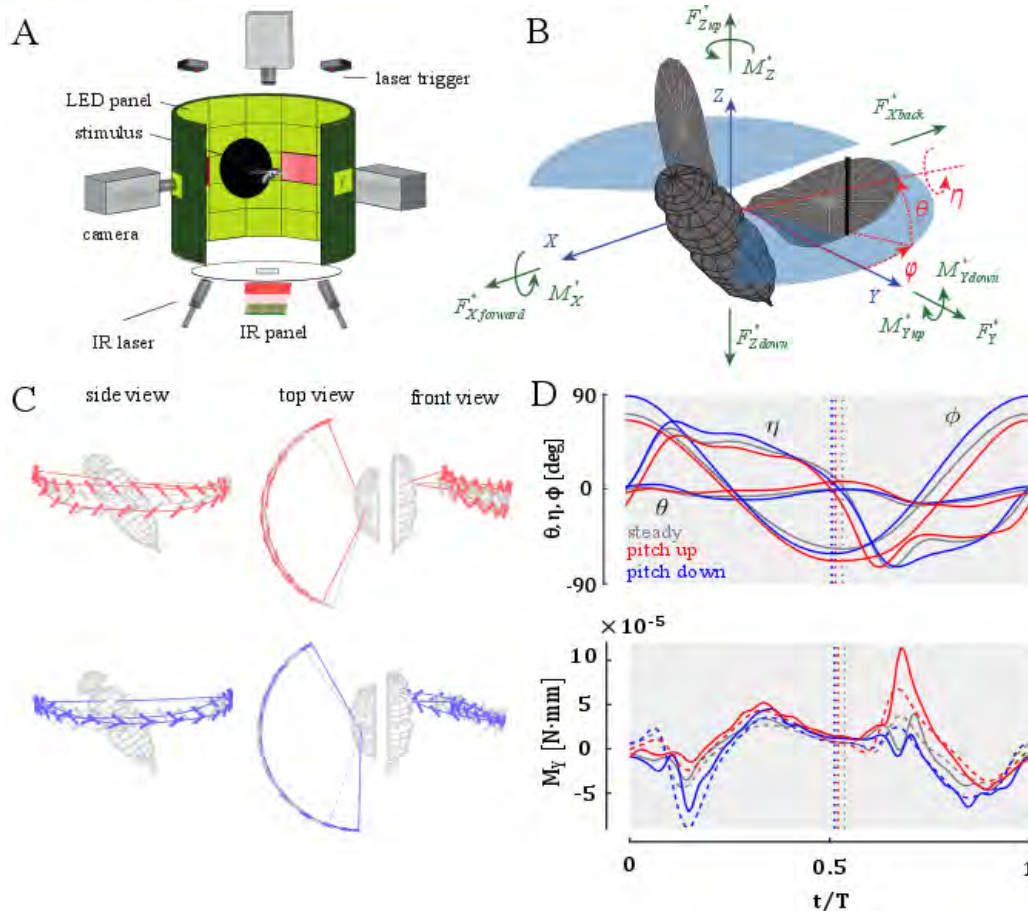 A
laser trigger
LED panel
stimulus
camera
IR laser
IR panel
B
F*Zup
M*Z
Z
F*Xback
θ
η
X
M*X
F*Xforward
φ
Y
M*Ydown
M*Yup
F*Y
F*Zdown
C
side view
top view
front view
D
90
0
-90
θ, η, ϕ [deg]
η
ϕ
θ
steady
pitch up
pitch down
×10⁻⁵
10
5
0
-5
M_Y [N·mm]
0
0.5
1
t/T